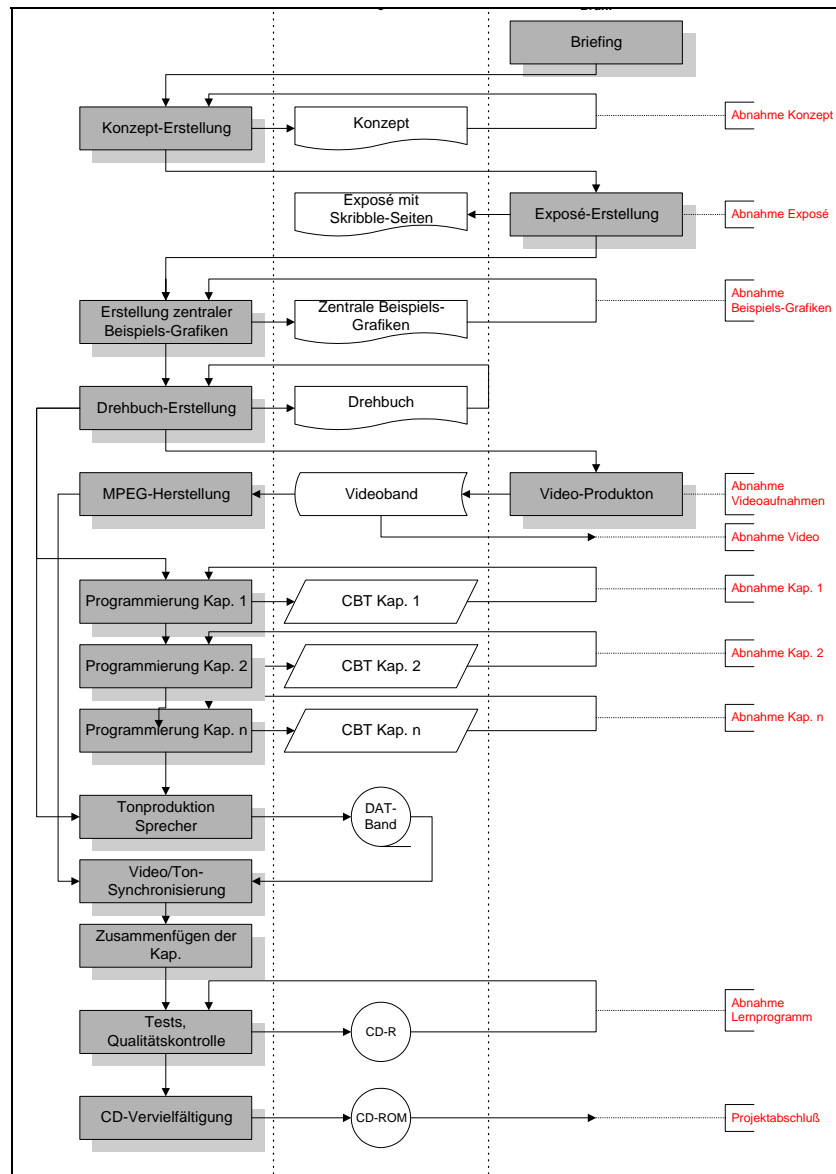 Briefing
Konzept-Erstellung
Konzept
Abnahme Konzept
Exposé mit
Skribble-Seiten
Exposé-Erstellung
Abnahme Exposé
Erstellung zentraler
Beispiels-Grafiken
Zentrale Beispiels-
Grafiken
Abnahme
Beispiels-Grafiken
Drehbuch-Erstellung
Drehbuch
MPEG-Herstellung
Videoband
Video-Produkton
Abnahme
Videoaufnahmen
Abnahme Video
Programmierung Kap. 1
CBT Kap. 1
Abnahme Kap. 1
Programmierung Kap. 2
CBT Kap. 2
Abnahme Kap. 2
Programmierung Kap. n
CBT Kap. n
Abnahme Kap. n
Tonproduktion
Sprecher
DAT-
Band
Video/Ton-
Synchronisierung
Zusammenfügen der
Kap.
Tests,
Qualitätskontrolle
CD-R
Abnahme
Lernprogramm
CD-Vervielfältigung
CD-ROM
Projektabschluß